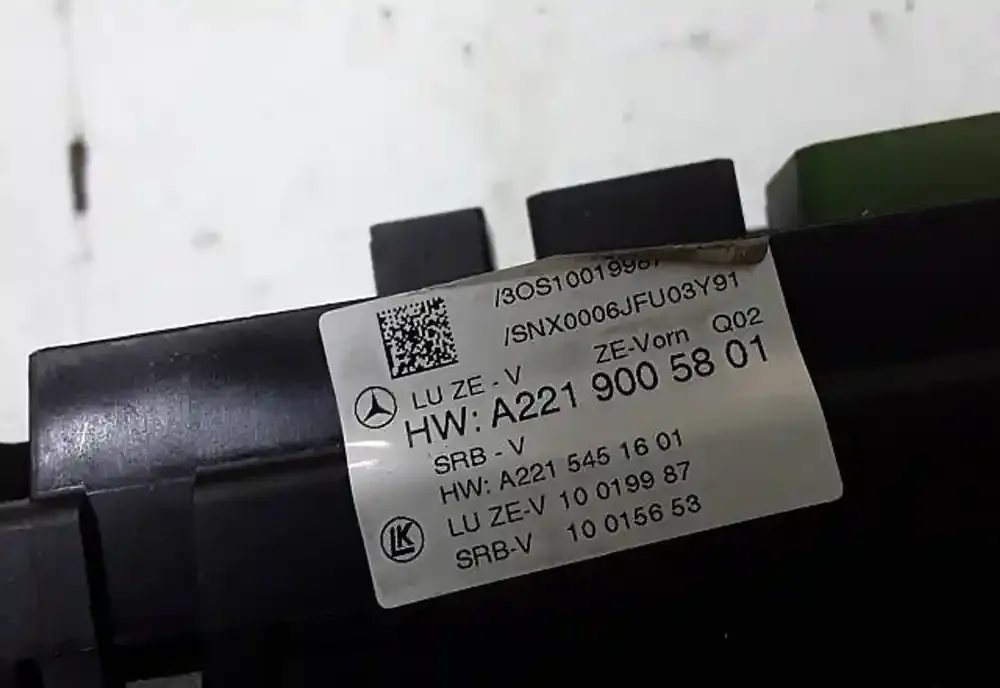 /3OS10019987
/SNX0006JFU03Y91
ZE-Vorn Q02
LU ZE - V
HW: A221 900 58 01
SRB - V
HW: A221 545 16 01
LU ZE-V 10 0199 87
SRB-V 10 0156 53
LK